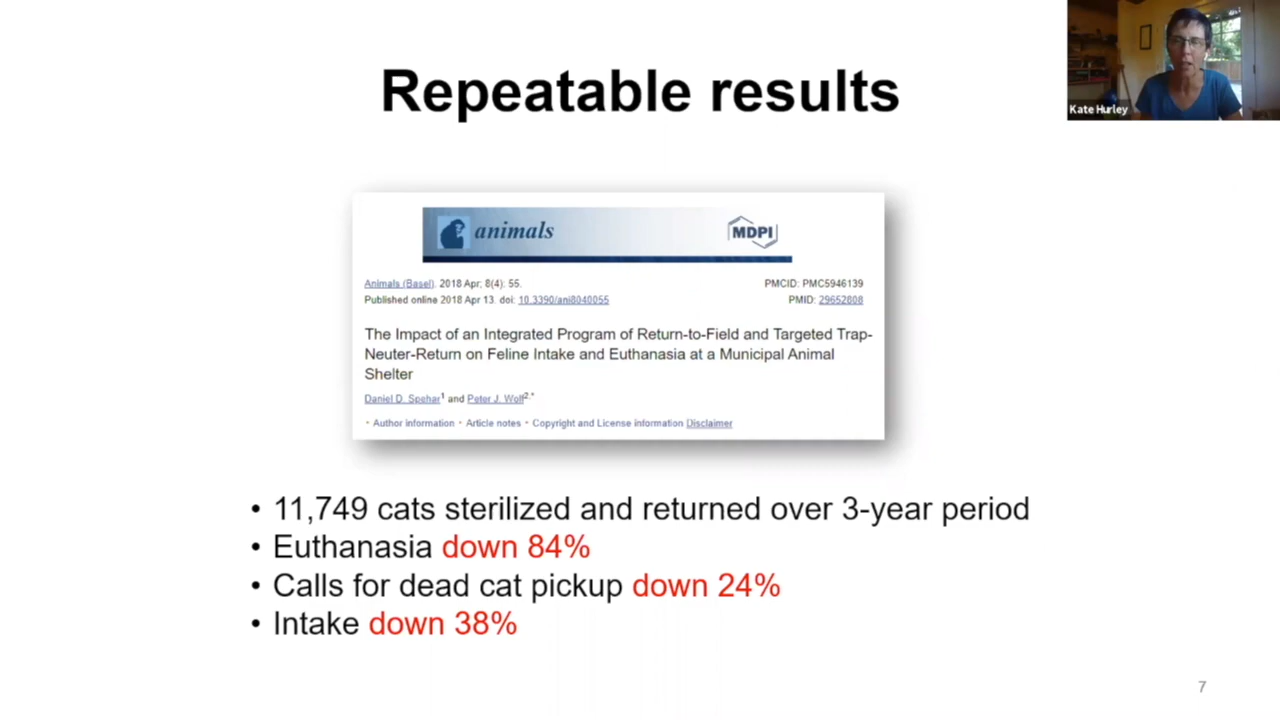 Repeatable results
Kate Hurley
animals
MDPI
Animals (Basel). 2018 Apr; 8(4): 55.
PMCID: PMC5946139
Published online 2018 Apr 13. doi: 10.3390/ani8040055
PMID: 29652808
The Impact of an Integrated Program of Return-to-Field and Targeted Trap-
Neuter-Return on Feline Intake and Euthanasia at a Municipal Animal
Shelter
Daniel D. Spehar1 and Peter J. Wolf2,*
• Author information • Article notes • Copyright and License information Disclaimer
• 11,749 cats sterilized and returned over 3-year period
• Euthanasia down 84%
• Calls for dead cat pickup down 24%
• Intake down 38%
7